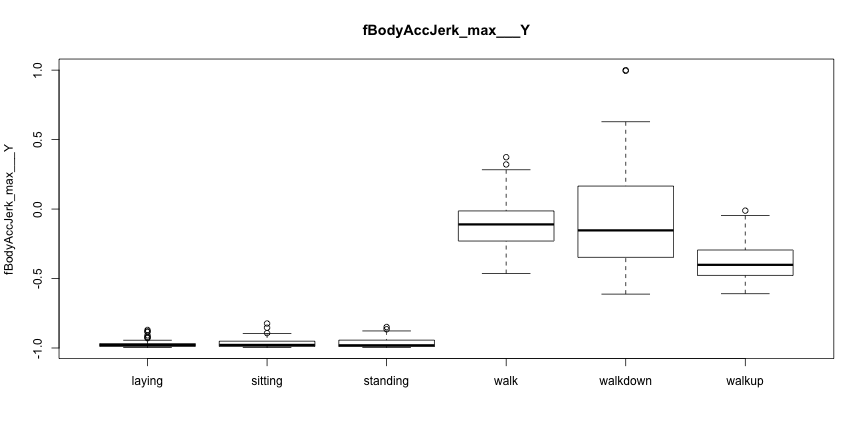 fBodyAccJerk_max___Y
fBodyAccJerk_max___Y
1.0
0.5
0.0
-0.5
-1.0
laying sitting standing walk walkdown walkup